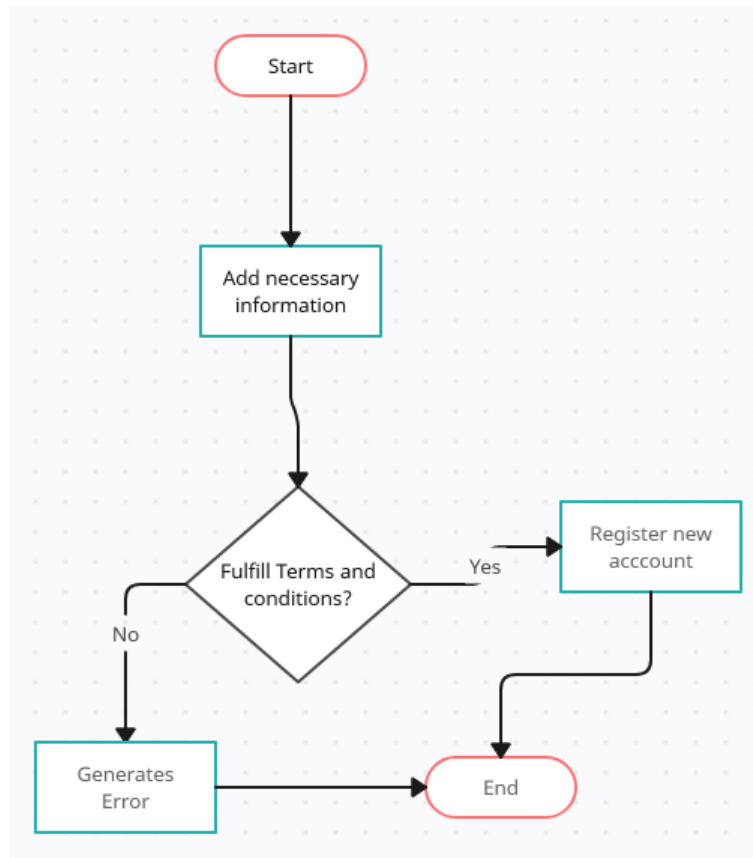 Start
Add necessary
information
Fulfill Terms and
conditions?
Yes
Register new
acccount
No
Generates
Error
End